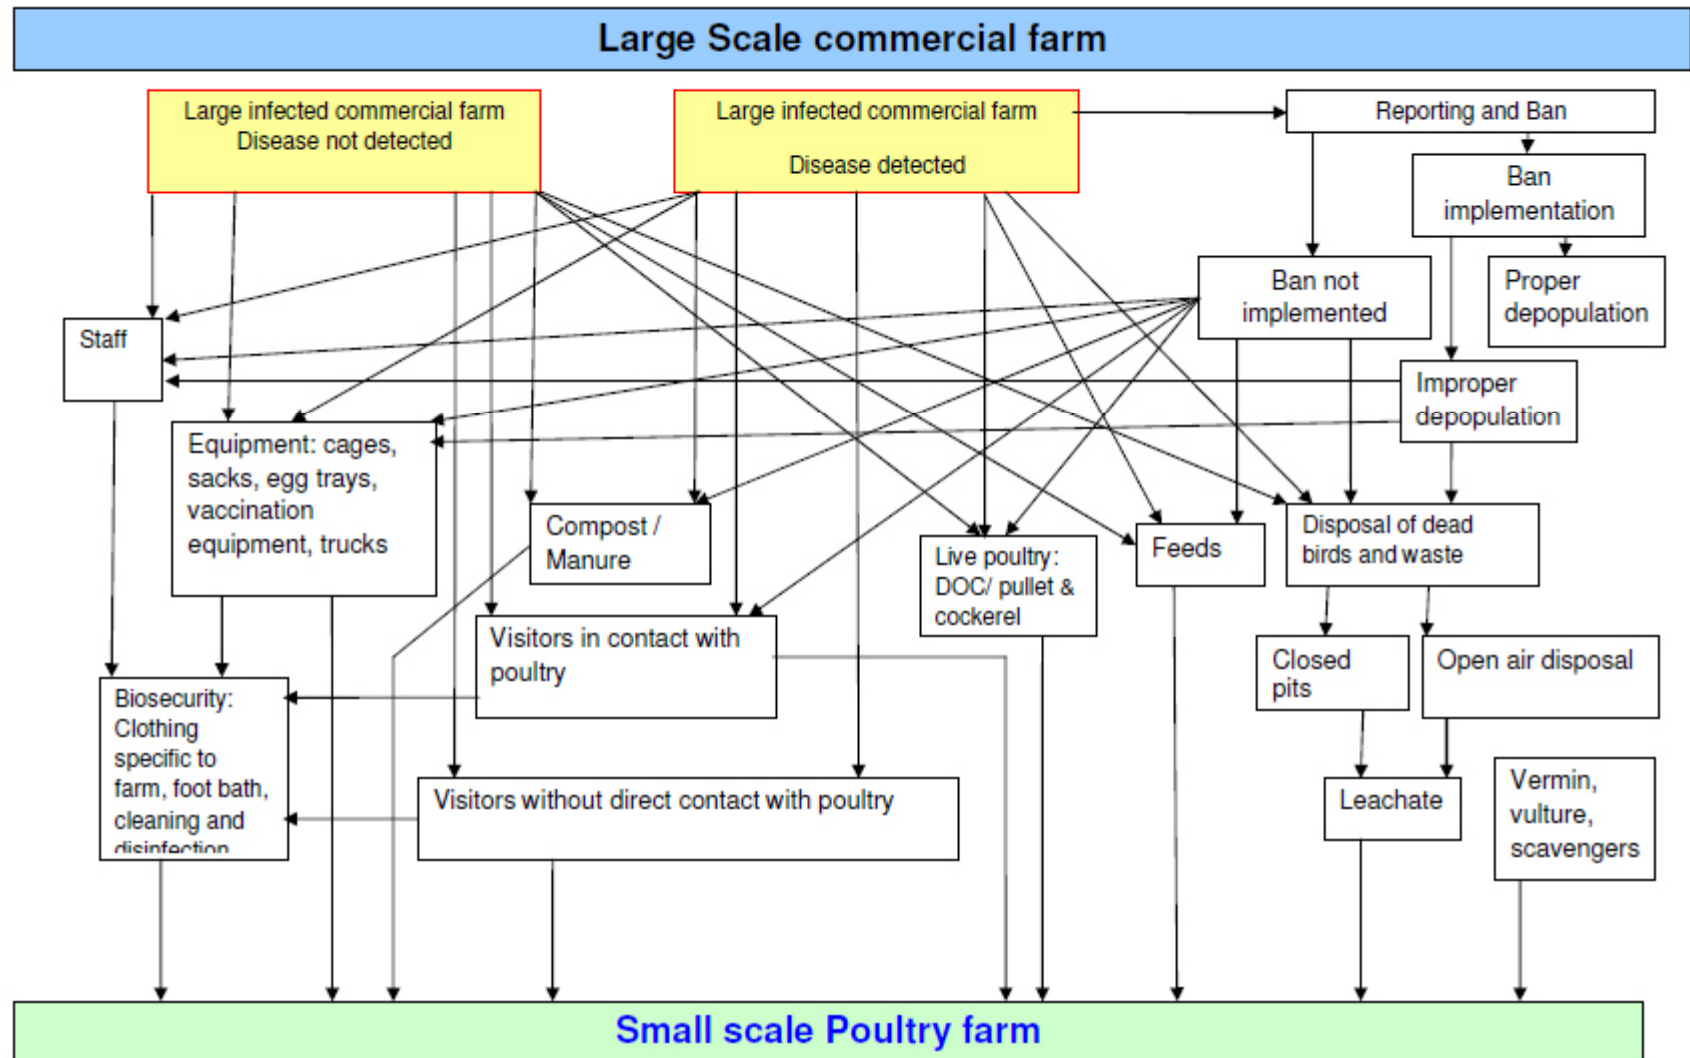 Large Scale commercial farm
Large infected commercial farm
Disease not detected
Large infected commercial farm
Disease detected
Reporting and Ban
Ban
implementation
Ban not
implemented
Proper
depopulation
Staff
Improper
depopulation
Equipment: cages,
sacks, egg trays,
vaccination
equipment, trucks
Compost /
Manure
Live poultry:
DOC/ pullet &
cockerel
Feeds
Disposal of dead
birds and waste
Visitors in contact with
poultry
Closed
pits
Open air disposal
Biosecurity:
Clothing
specific to
farm, foot bath,
cleaning and
disinfection
Visitors without direct contact with poultry
Leachate
Vermin,
vulture,
scavengers
Small scale Poultry farm